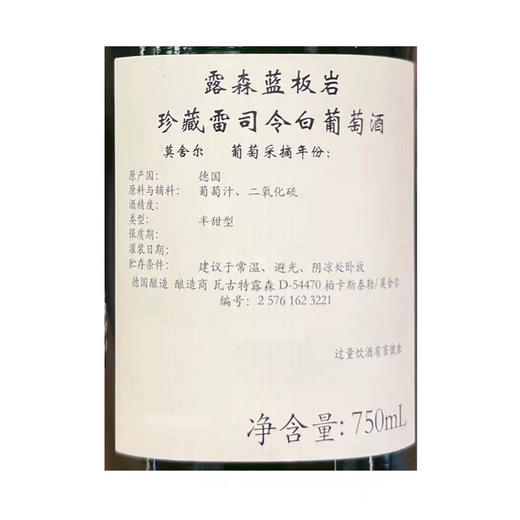 露森蓝板岩
珍藏雷司令白葡萄酒
莫舍尔 葡萄采摘年份:
原产国: 德国
原料与辅料: 葡萄汁、二氧化硫
酒精度:
类型: 半甜型
保质期:
灌装日期:
贮存条件: 建议于常温、避光、阴凉处卧放
德国酿造 酿造商 瓦古特露森 D-54470 柏卡斯泰勒/莫舍尔
编号: 2 576 162 3221
过量饮酒有害健康
净含量: 750mL